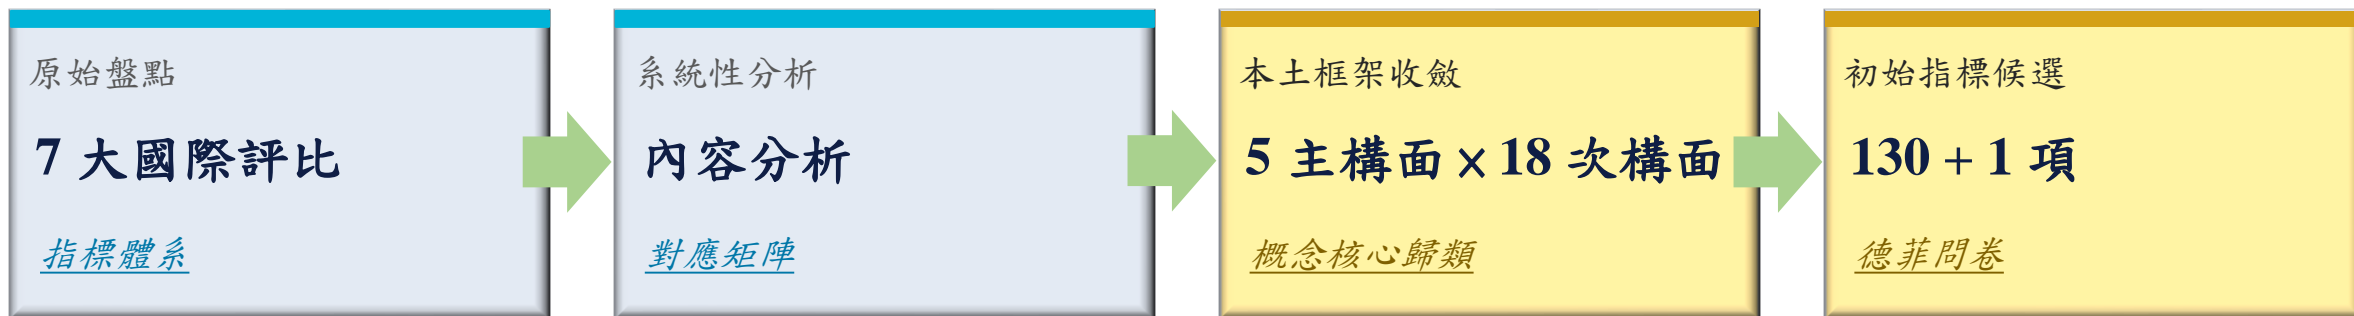 原始盤點
7 大國際評比
指標體系
系統性分析
內容分析
對應矩陣
本土框架收斂
5 主構面 × 18 次構面
概念核心歸類
初始指標候選
130 + 1 項
德菲問卷